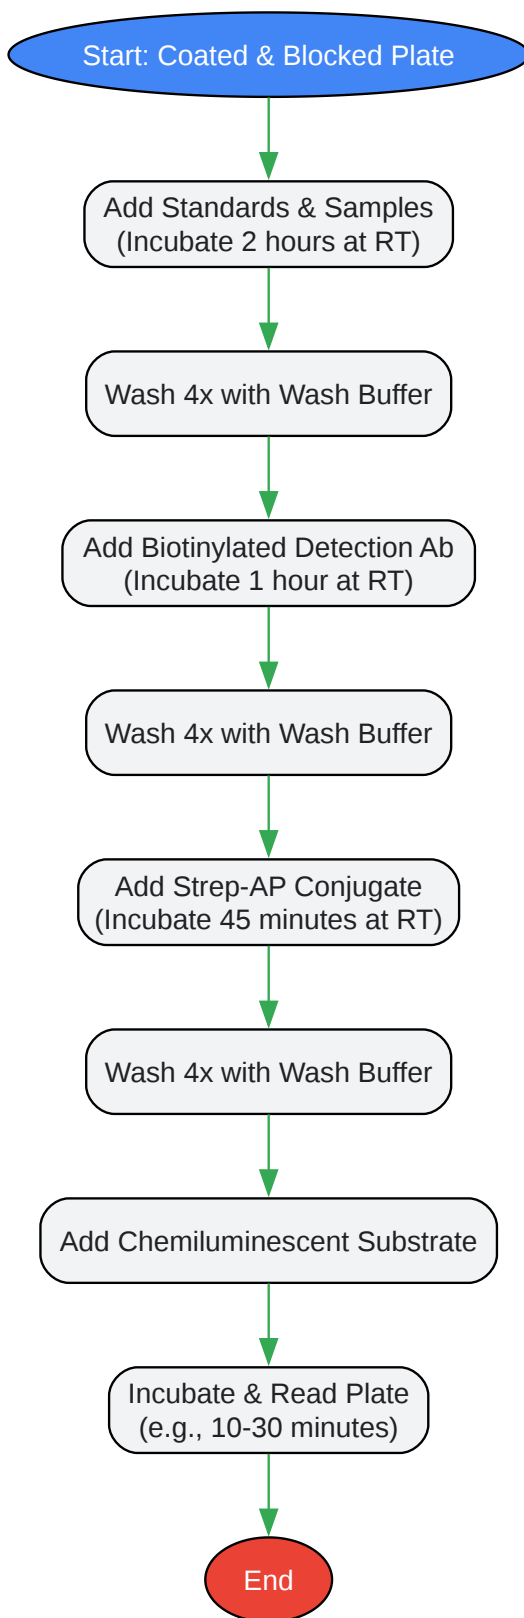 Start: Coated & Blocked Plate
Add Standards & Samples
(Incubate 2 hours at RT)
Wash 4x with Wash Buffer
Add Biotinylated Detection Ab
(Incubate 1 hour at RT)
Wash 4x with Wash Buffer
Add Strep-AP Conjugate
(Incubate 45 minutes at RT)
Wash 4x with Wash Buffer
Add Chemiluminescent Substrate
Incubate & Read Plate
(e.g., 10-30 minutes)
End